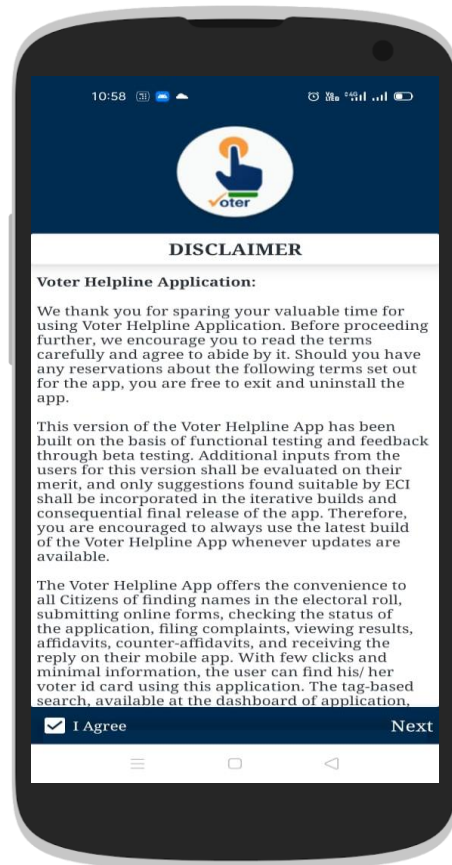 10:58
Voter
DISCLAIMER
Voter Helpline Application:
We thank you for sparing your valuable time for
using Voter Helpline Application. Before proceeding
further, we encourage you to read the terms
carefully and agree to abide by it. Should you have
any reservations about the following terms set out
for the app, you are free to exit and uninstall the
app.
This version of the Voter Helpline App has been
built on the basis of functional testing and feedback
through beta testing. Additional inputs from the
users for this version shall be evaluated on their
merit, and only suggestions found suitable by ECI
shall be incorporated in the iterative builds and
consequential final release of the app. Therefore,
you are encouraged to always use the latest build
of the Voter Helpline App whenever updates are
available.
The Voter Helpline App offers the convenience to
all Citizens of finding names in the electoral roll,
submitting online forms, checking the status of
the application, filing complaints, viewing results,
affidavits, counter-affidavits, and receiving the
reply on their mobile app. With few clicks and
minimal information, the user can find his/ her
voter id card using this application. The tag-based
search, available at the dashboard of application,
I Agree Next